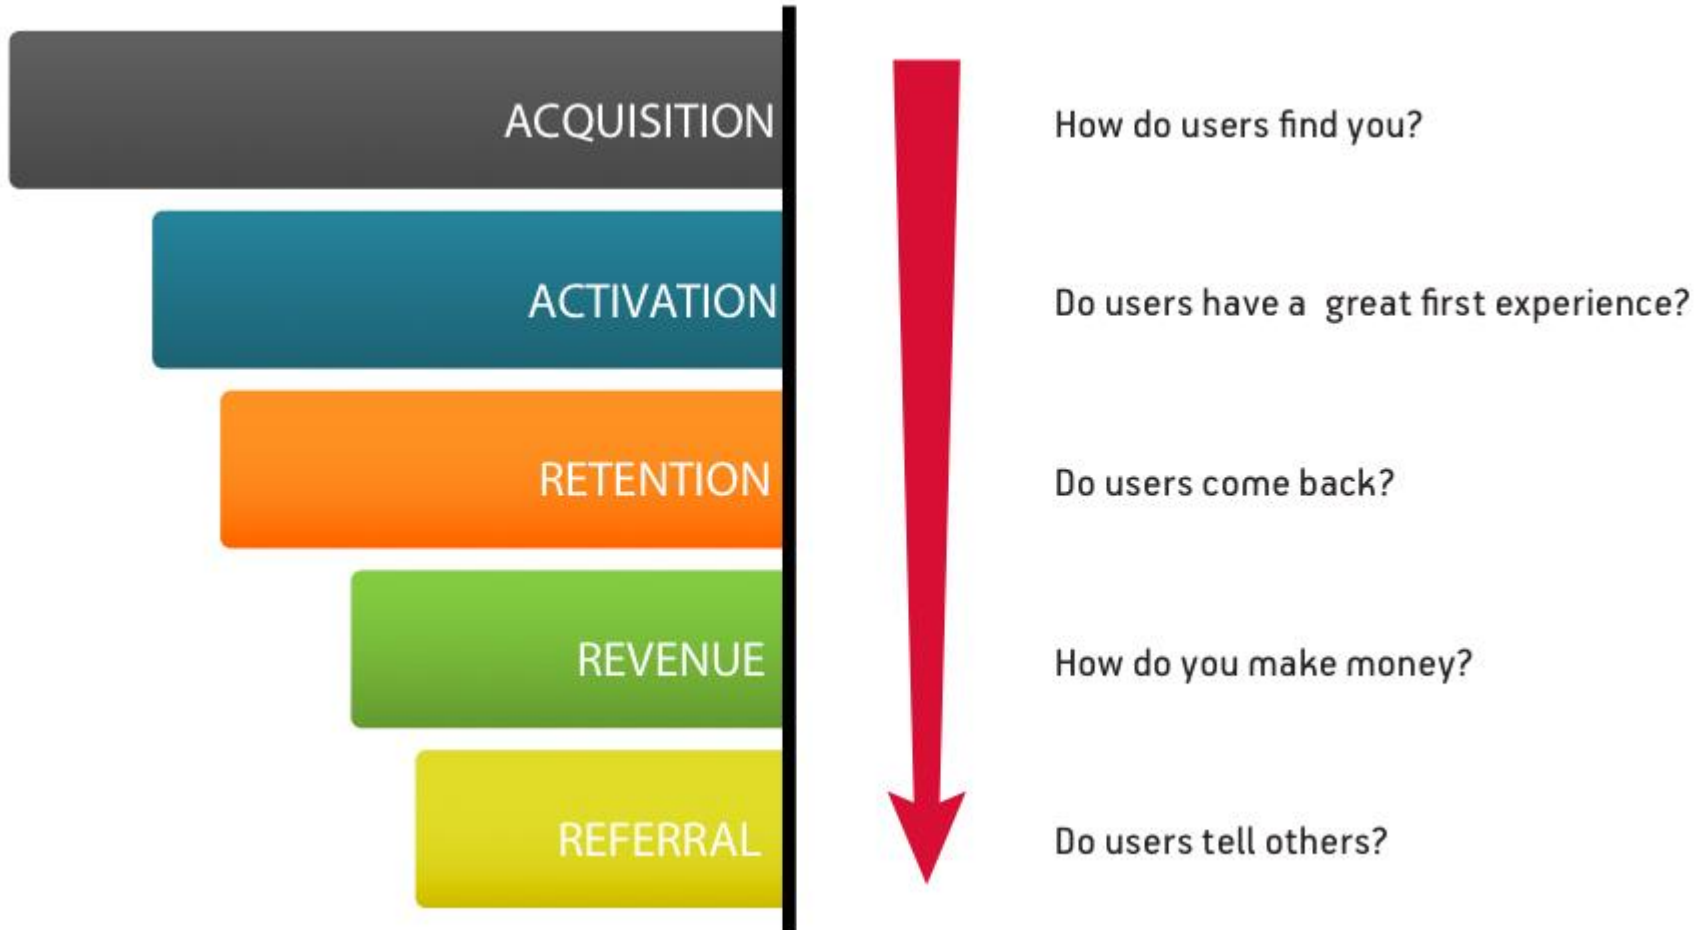 ACQUISITION
How do users find you?
ACTIVATION
Do users have a  great first experience?
RETENTION
Do users come back?
REVENUE
How do you make money?
REFERRAL
Do users tell others?